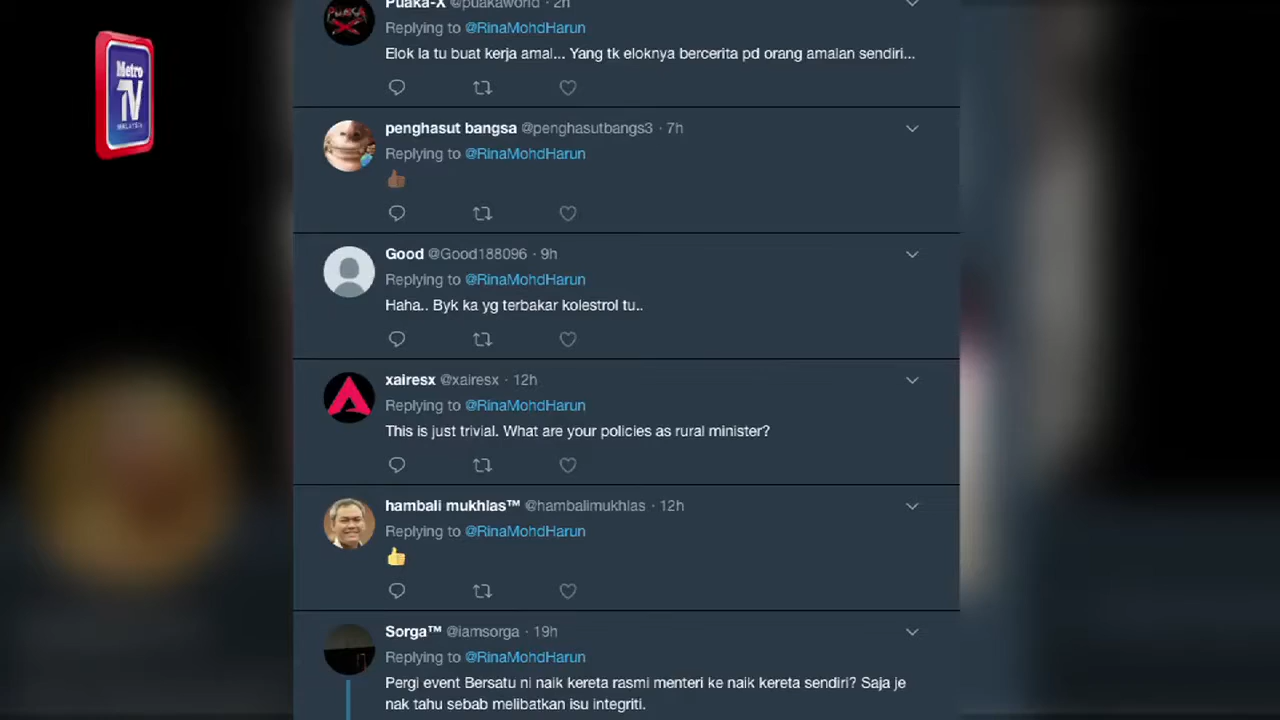 Metro
TV
MALAYSIA
Puaka-X @puakaworld · 2h
Replying to @RinaMohdHarun
Elok la tu buat kerja amal... Yang tk eloknya bercerita pd orang amalan sendiri...
penghasut bangsa @penghasutbangs3 · 7h
Replying to @RinaMohdHarun
👍🏾
Good @Good188096 · 9h
Replying to @RinaMohdHarun
Haha.. Byk ka yg terbakar kolestrol tu..
xairesx @xairesx · 12h
Replying to @RinaMohdHarun
This is just trivial. What are your policies as rural minister?
hambali mukhlas™ @hambalimukhlas · 12h
Replying to @RinaMohdHarun
👍
Sorga™ @iamsorga · 19h
Replying to @RinaMohdHarun
Pergi event Bersatu ni naik kereta rasmi menteri ke naik kereta sendiri? Saja je
nak tahu sebab melibatkan isu integriti.